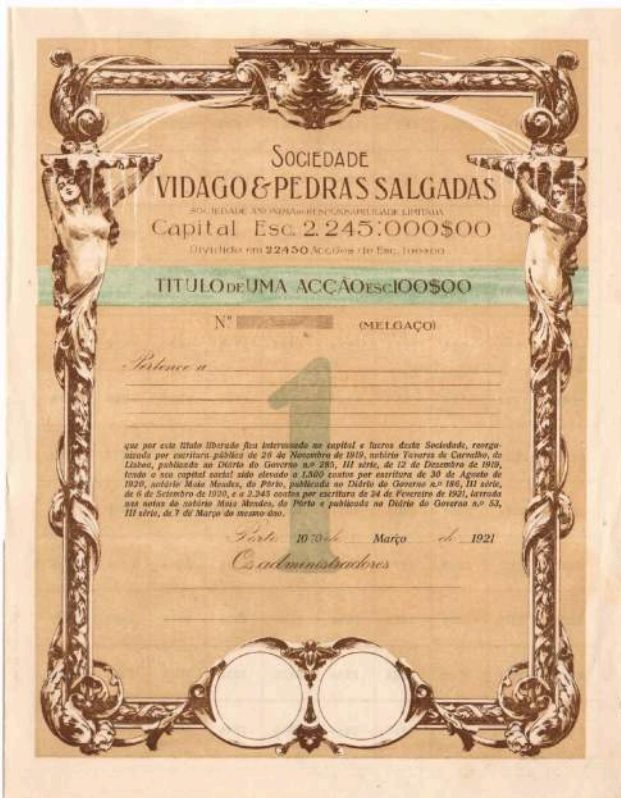 SOCIEDADE
VIDAGO & PEDRAS SALGADAS
SOCIEDADE ANONIMA DE RESPONSABILIDADE LIMITADA
Capital Esc. 2.245:000$00
Dividido em 22450 Acções de Esc. 100$00
TITULO DE UMA ACÇÃO ESC 100$00
Nº (MELGAÇO)
Pertence a
1
que por este titulo liberado fica interessado no capital e lucros desta Sociedade, reorga-
nizada por escritura pública de 26 de Novembro de 1919, notário Tavares de Carvalho, de
Lisboa, publicada no Diário do Governo n.º 285, III série, de 12 de Dezembro de 1919,
tendo o seu capital social sido elevado a 1.500 contos por escritura de 30 de Agosto de
1920, notário Maia Mendes, do Pôrto, publicada no Diário do Governo n.º 186, III série,
de 6 de Setembro de 1920, e a 2.245 contos por escritura de 24 de Fevereiro de 1921, lavrada
nas notas do notário Maia Mendes, do Pôrto e publicada no Diário do Governo n.º 53,
III série, de 7 de Março do mesmo ano.
Porto 10 de Março de 1921
Os administradores